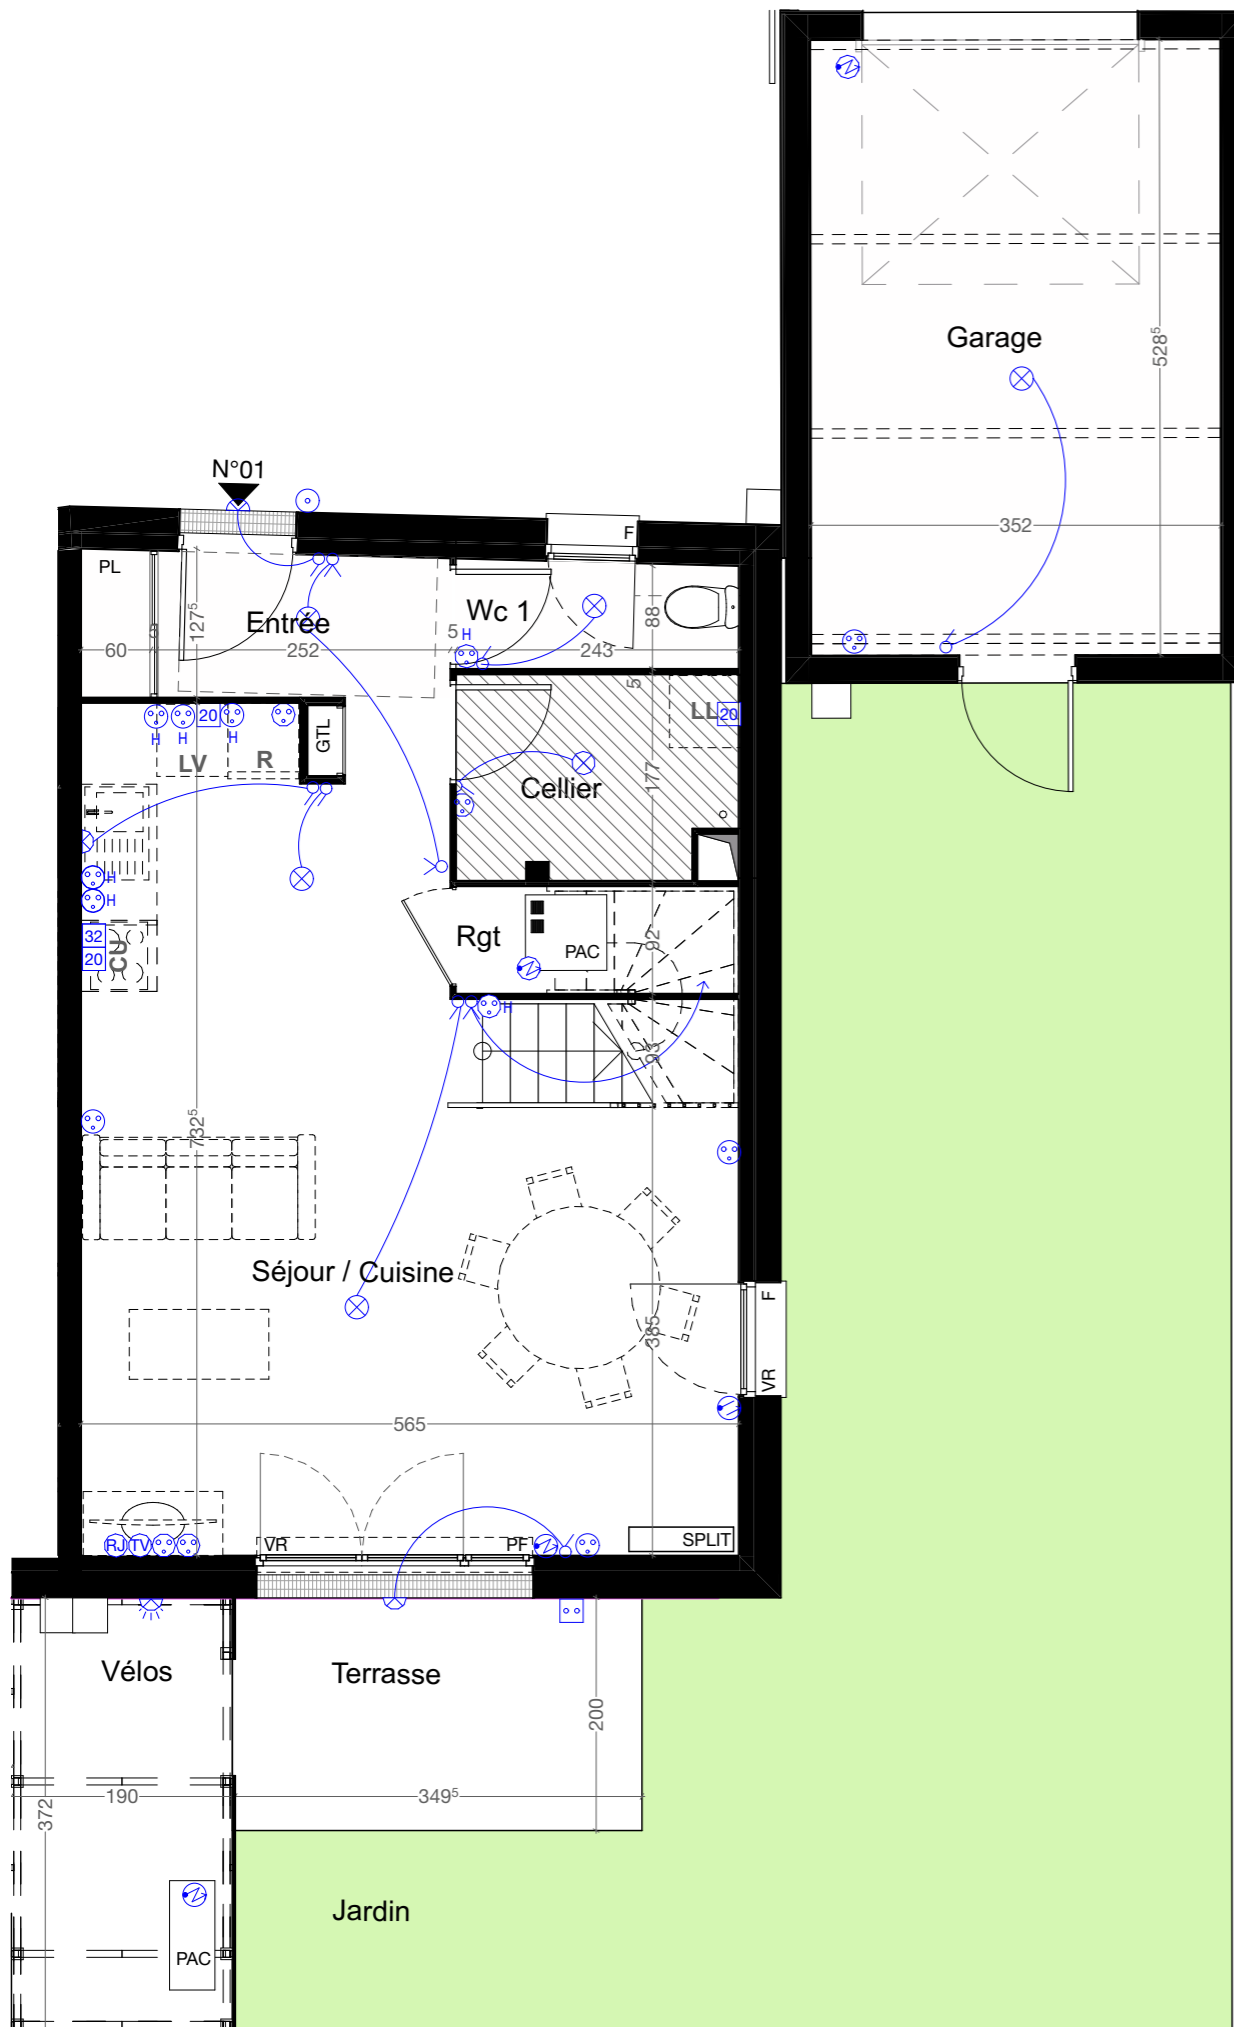 Garage
528⁵
352
N°01
F
PL
Entrée
Wc 1
127⁵
88
60
5
252
5
243
H
5
LL
20
20
H
H
H
LV
R
GTL
Cellier
177
H
H
32
20
CU
Rgt
PAC
92
H
93
732⁵
Séjour / Cuisine
385
F
VR
565
RJ
TV
VR
PF
SPLIT
Vélos
Terrasse
200
190
349⁵
372
Jardin
PAC